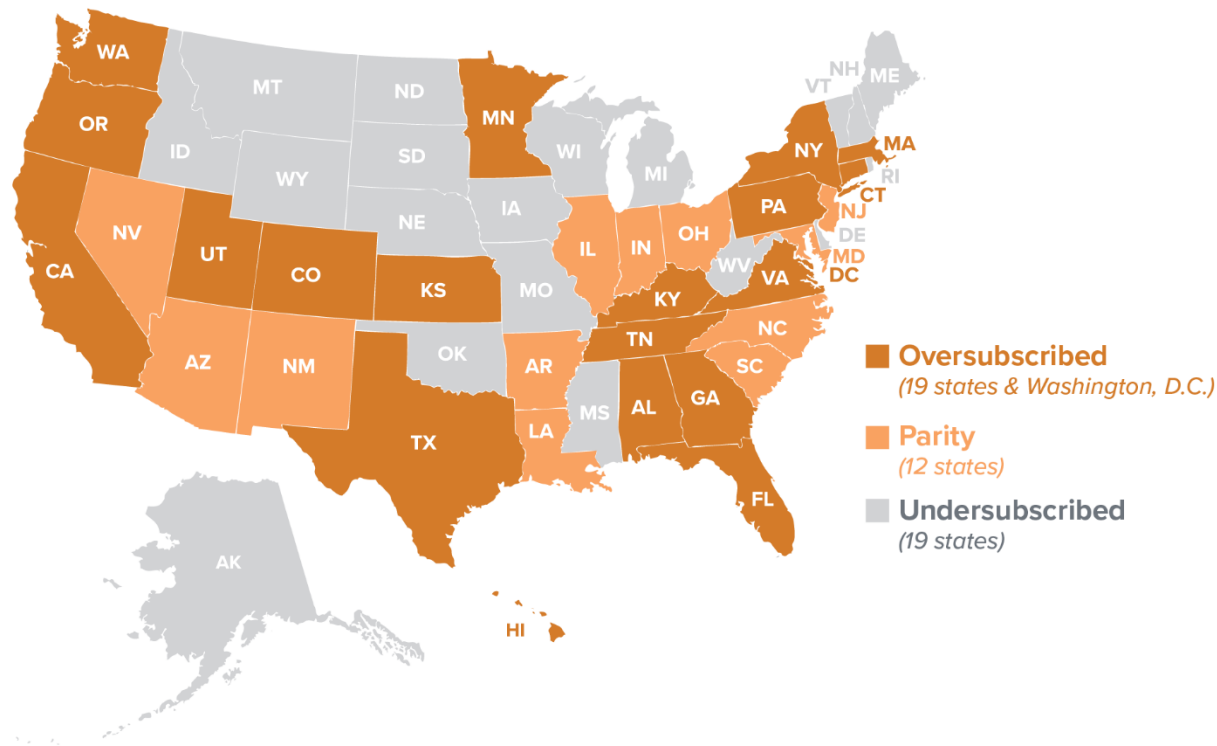 WA
MT
ND
MN
VT
NH
ME
OR
ID
SD
WI
MI
NY
MA
RI
CT
WY
IA
PA
NJ
NE
DE
NV
UT
CO
KS
MO
IL
IN
OH
WV
VA
MD
DC
CA
KY
AZ
NM
OK
AR
TN
NC
SC
TX
LA
MS
AL
GA
FL
AK
HI
Oversubscribed
(19 states & Washington, D.C.)
Parity
(12 states)
Undersubscribed
(19 states)